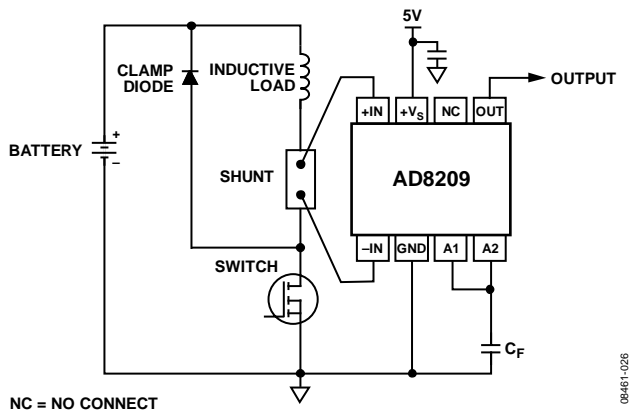 5V
CLAMP
DIODE
INDUCTIVE
LOAD
OUTPUT
+IN
+VS
NC
OUT
BATTERY
+
–
SHUNT
AD8209
–IN
GND
A1
A2
SWITCH
CF
NC = NO CONNECT
08461-026